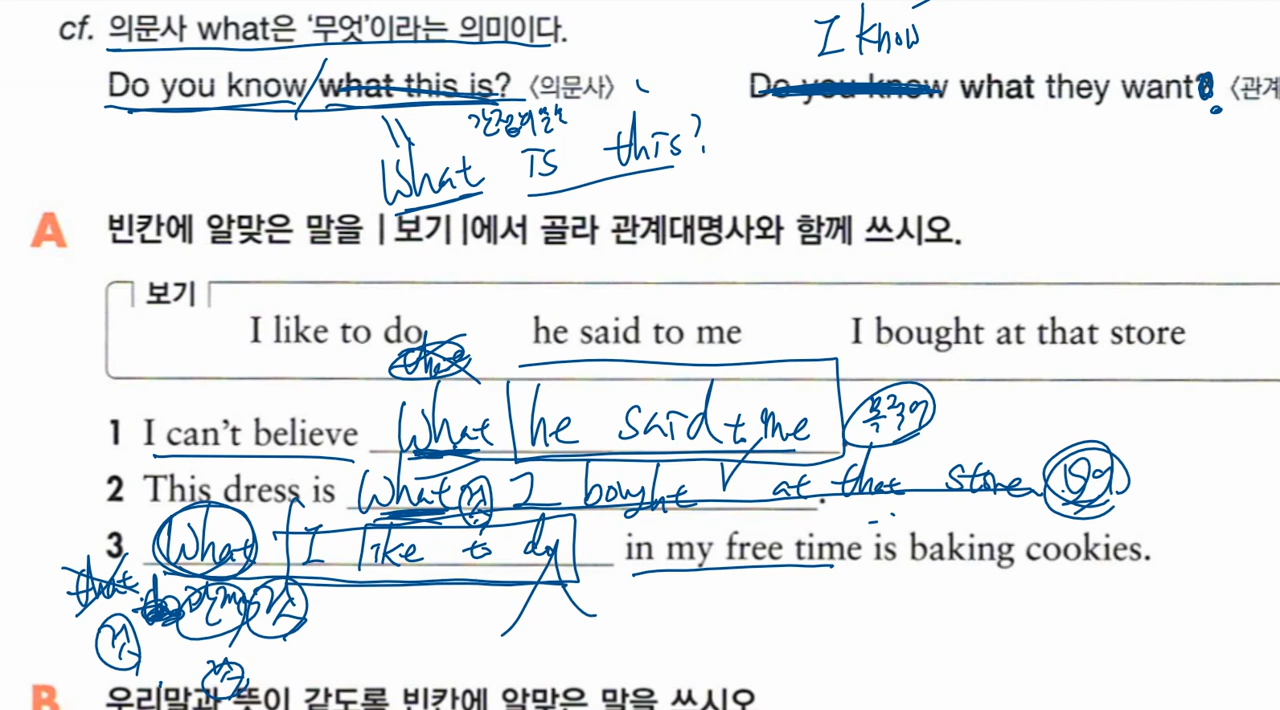 cf. 의문사 what은 '무엇'이라는 의미이다.
I know
Do you know what this is? 〈의문사〉
Do you know what they want? 〈관계
What is this?
A 빈칸에 알맞은 말을 | 보기 |에서 골라 관계대명사와 함께 쓰시오.
보기
I like to do he said to me I bought at that store
1 I can't believe What he said to me 목적어
2 This dress is What I bought at that store. 보어
3 What I like to do in my free time is baking cookies.
that
것
B 우리말과 뜻이 같도록 빈칸에 알맞은 말을 쓰시오